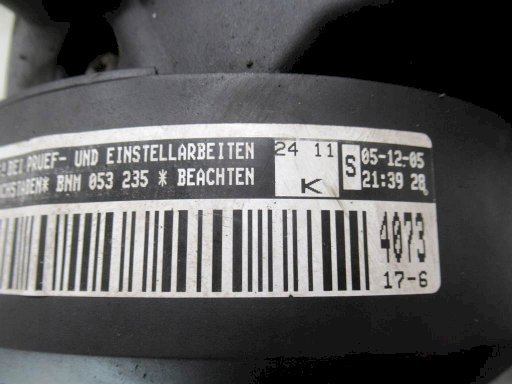 BEI PRUEF- UND EINSTELLARBEITEN
BNM 053 235 * BEACHTEN
24 11
K
S
05-12-05
21:39 28
4073
17-6